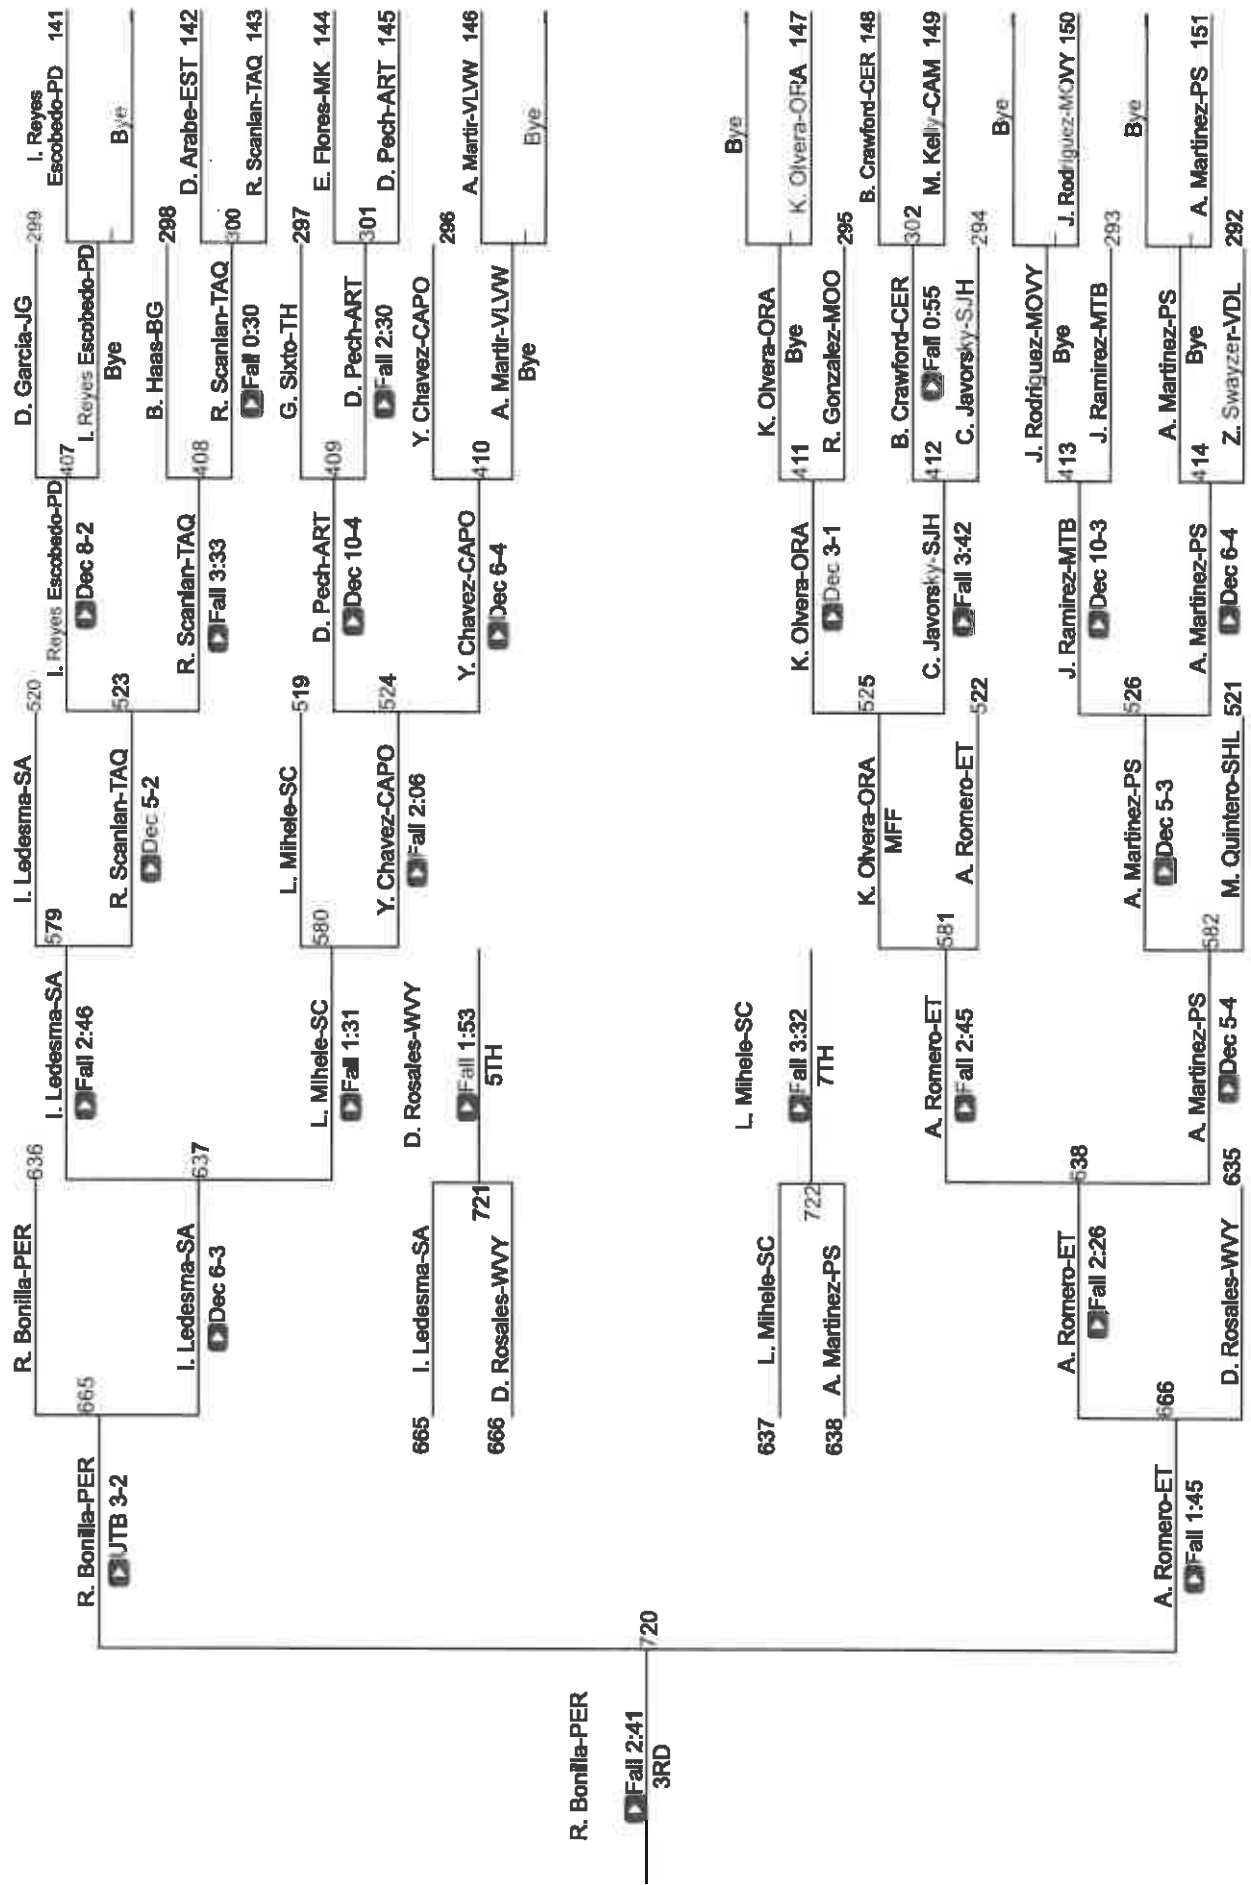 R. Bonilla-PER
Fall 2:41
3RD
720
R. Bonilla-PER
UTB 3-2
665
A. Romero-ET
Fall 1:45
666
R. Bonilla-PER 636
I. Ledesma-SA
Dec 6-3
637
665 I. Ledesma-SA
721
666 D. Rosales-WVY
D. Rosales-WVY
Fall 1:53
5TH
637 L. Mihele-SC
722
638 A. Martinez-PS
L. Mihele-SC
Fall 3:32
7TH
A. Romero-ET
Fall 2:26
638
D. Rosales-WVY 635
I. Ledesma-SA
Fall 2:46
579
L. Mihele-SC
Fall 1:31
580
A. Romero-ET
Fall 2:45
581
A. Martinez-PS
Dec 5-4
582
I. Ledesma-SA 520
R. Scanlan-TAQ
Dec 5-2
523
L. Mihele-SC 519
Y. Chavez-CAPO
Fall 2:06
524
K. Olvera-ORA
MFF
525
A. Romero-ET 522
A. Martinez-PS
Dec 5-3
526
M. Quintero-SHL 521
I. Reyes Escobedo-PD
Dec 8-2
407
R. Scanlan-TAQ
Fall 3:33
408
D. Pech-ART
Dec 10-4
409
Y. Chavez-CAPO
Dec 6-4
410
K. Olvera-ORA
Dec 3-1
411
C. Javorsky-SJH
Fall 3:42
412
J. Ramirez-MTB
Dec 10-3
413
A. Martinez-PS
Dec 6-4
414
D. Garcia-JG 299
I. Reyes Escobedo-PD
Bye
B. Haas-BG 298
R. Scanlan-TAQ
Fall 0:30
300
G. Sixto-TH 297
D. Pech-ART
Fall 2:30
301
Y. Chavez-CAPO 296
A. Martir-VLVW
Bye
K. Olvera-ORA
Bye
R. Gonzalez-MOO 295
B. Crawford-CER
Fall 0:55
302
C. Javorsky-SJH 294
J. Rodriguez-MOVY
Bye
J. Ramirez-MTB 293
A. Martinez-PS
Bye
Z. Swayzer-VDL 292
I. Reyes
Escobedo-PD 141
Bye
D. Arabe-EST 142
R. Scanlan-TAQ 143
E. Flores-MK 144
D. Pech-ART 145
A. Martir-VLVW 146
Bye
Bye
K. Olvera-ORA 147
B. Crawford-CER 148
M. Kelly-CAM 149
Bye
J. Rodriguez-MOVY 150
Bye
A. Martinez-PS 151